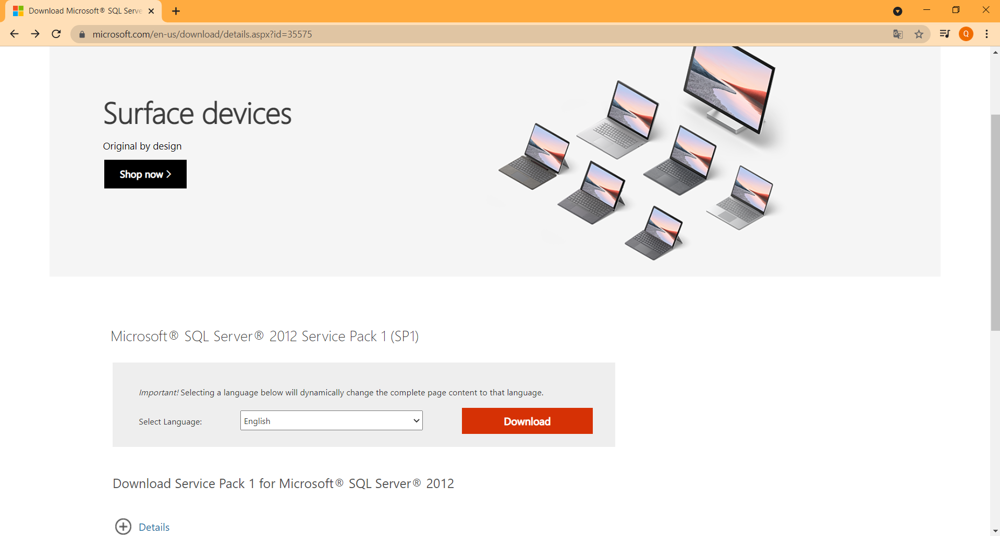 Download Microsoft® SQL Serve
microsoft.com/en-us/download/details.aspx?id=35575
Q
Surface devices
Original by design
Shop now >
Microsoft® SQL Server® 2012 Service Pack 1 (SP1)
Important! Selecting a language below will dynamically change the complete page content to that language.
Select Language:
English
Download
Download Service Pack 1 for Microsoft® SQL Server® 2012
Details